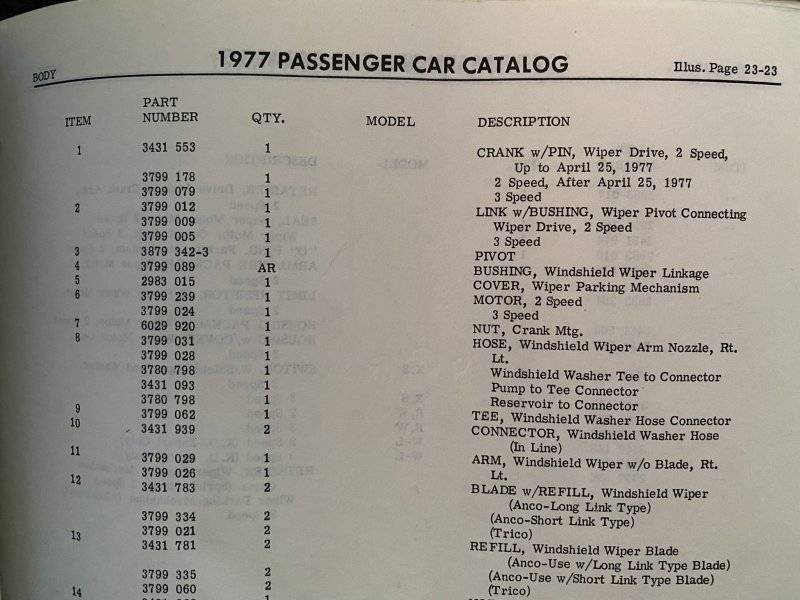 BODY
1977 PASSENGER CAR CATALOG
Illus. Page 23-23
ITEM PART NUMBER QTY. MODEL DESCRIPTION
1 3431 553 1 CRANK w/PIN, Wiper Drive, 2 Speed,
Up to April 25, 1977
3799 178 1 2 Speed, After April 25, 1977
3799 079 1 3 Speed
2 3799 012 1 LINK w/BUSHING, Wiper Pivot Connecting
3799 009 1 Wiper Drive, 2 Speed
3799 005 1 3 Speed
3 3879 342-3 1 PIVOT
4 3799 089 AR BUSHING, Windshield Wiper Linkage
5 2983 015 1 COVER, Wiper Parking Mechanism
6 3799 239 1 MOTOR, 2 Speed
3799 024 1 3 Speed
7 6029 920 1 NUT, Crank Mtg.
8 3799 031 1 HOSE, Windshield Wiper Arm Nozzle, Rt.
3799 028 1 Lt.
3780 798 1 Windshield Washer Tee to Connector
3431 093 1 Pump to Tee Connector
3780 798 1 Reservoir to Connector
9 3799 062 1 TEE, Windshield Washer Hose Connector
10 3431 939 2 CONNECTOR, Windshield Washer Hose
(In Line)
11 3799 029 1 ARM, Windshield Wiper w/o Blade, Rt.
3799 026 1 Lt.
12 3431 783 2 BLADE w/REFILL, Windshield Wiper
(Anco-Long Link Type)
3799 334 2 (Anco-Short Link Type)
3799 021 2 (Trico)
13 3431 781 2 REFILL, Windshield Wiper Blade
(Anco-Use w/Long Link Type Blade)
3799 335 2 (Anco-Use w/Short Link Type Blade)
3799 060 2 (Trico)
14